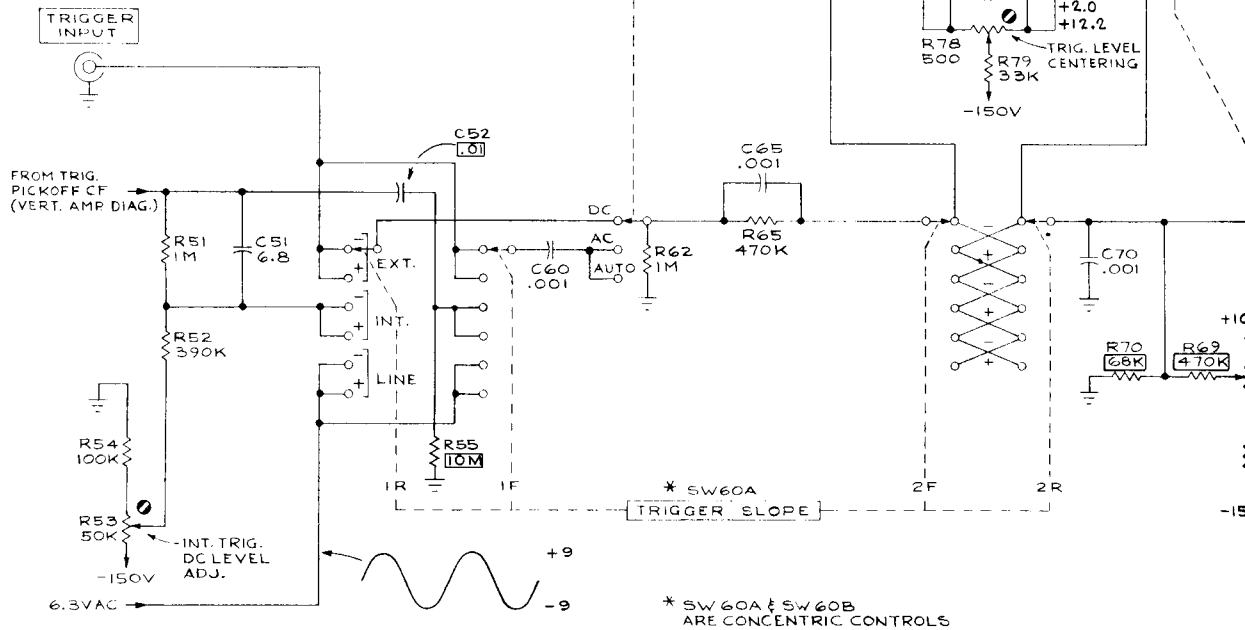 TRIGGER
INPUT
+2.0
+12.2
R78
500
TRIG. LEVEL
CENTERING
R79
33K
-150V
C52
.01
C65
.001
FROM TRIG.
PICKOFF CF
(VERT. AMP. DIAG.)
DC
AC
AUTO
R65
470K
R51
1M
C51
6.8
-
+
EXT.
C60
.001
R62
1M
-
+
-
+
-
+
C70
.001
-
+
INT.
R52
390K
-
+
LINE
+10
R70
68K
R69
470K
R54
100K
R55
10M
1R
1F
* SW60A
TRIGGER SLOPE
2F
2R
-15
R53
50K
-INT. TRIG.
DC LEVEL
ADJ.
-150V
+9
-9
6.3VAC
* SW60A & SW60B
ARE CONCENTRIC CONTROLS